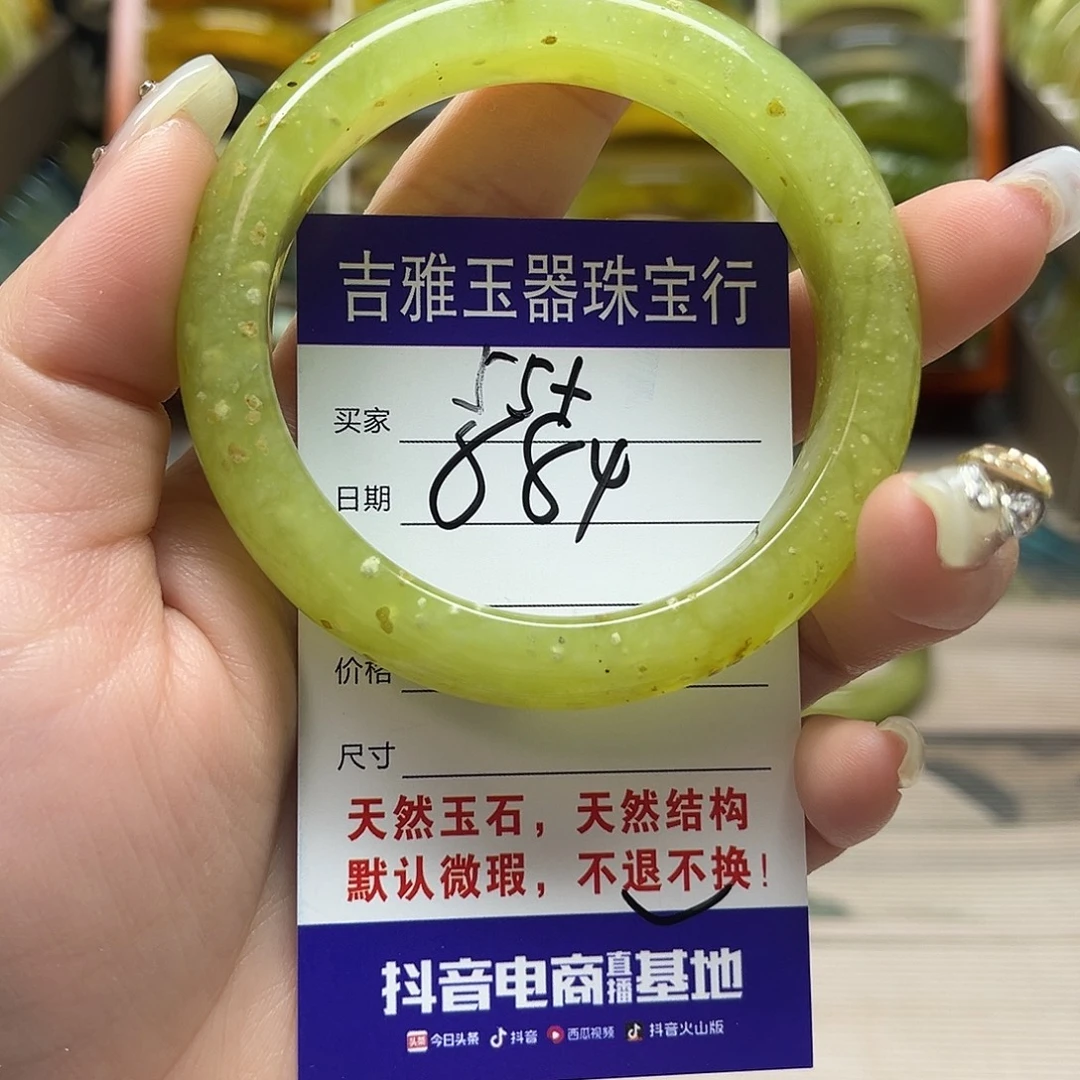 吉雅玉器珠宝行
55+
买家
884
日期
价格
尺寸
天然玉石，天然结构
默认微瑕，不退不换！
抖音电商直播基地
头条 今日头条 抖音 西瓜视频 抖音火山版